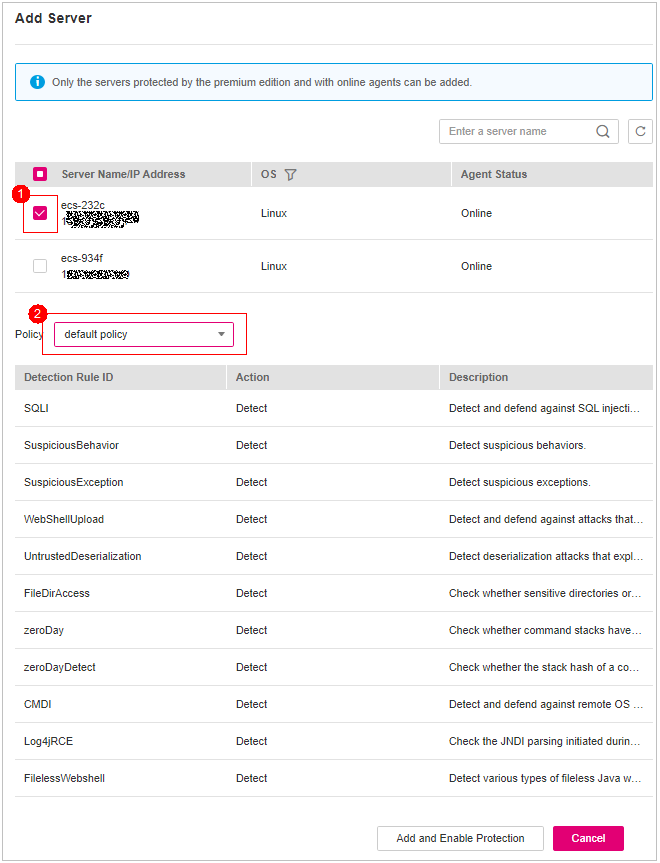 Add Server
Only the servers protected by the premium edition and with online agents can be added.
Enter a server name
Server Name/IP Address OS Agent Status
1
ecs-232c
Linux Online
ecs-934f
Linux Online
2
Policy default policy
Detection Rule ID Action Description
SQLI Detect Detect and defend against SQL injecti...
SuspiciousBehavior Detect Detect suspicious behaviors.
SuspiciousException Detect Detect suspicious exceptions.
WebShellUpload Detect Detect and defend against attacks that...
UntrustedDeserialization Detect Detect deserialization attacks that expl...
FileDirAccess Detect Check whether sensitive directories or...
zeroDay Detect Check whether command stacks have...
zeroDayDetect Detect Check whether the stack hash of a co...
CMDI Detect Detect and defend against remote OS ...
Log4jRCE Detect Check the JNDI parsing initiated durin...
FilelessWebshell Detect Detect various types of fileless Java w...
Add and Enable Protection Cancel